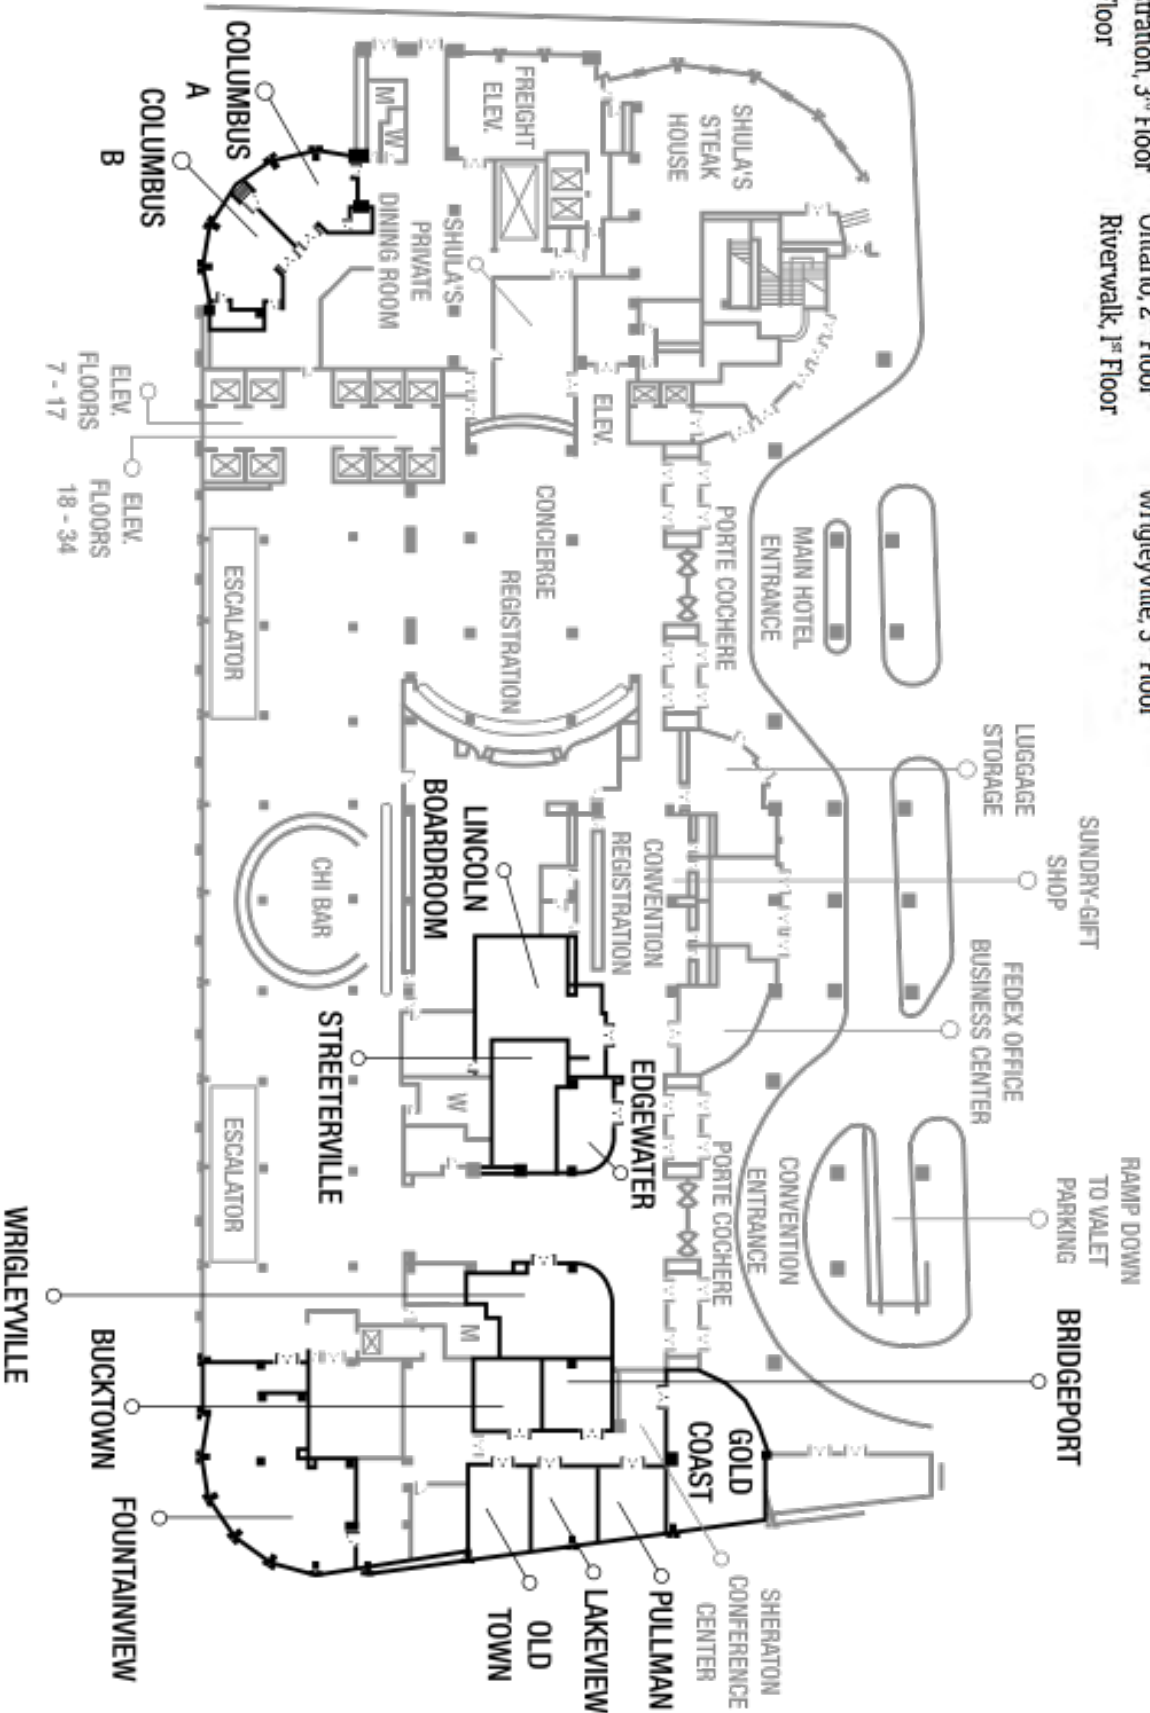 stration, 3rd Floor
Floor
Ontario, 2nd Floor
Riverwalk, 1st Floor
Wrigleyville, 3rd Floor
COLUMBUS
A
COLUMBUS
B
M
W
FREIGHT
ELEV.
SHULA'S
STEAK
HOUSE
SHULA'S
PRIVATE
DINING ROOM
ELEV.
FLOORS
7 - 17
ELEV.
FLOORS
18 - 34
ELEV.
CONCIERGE
REGISTRATION
ESCALATOR
PORTE COCHERE
MAIN HOTEL
ENTRANCE
LUGGAGE
STORAGE
SUNDRY-GIFT
SHOP
FEDEX OFFICE
BUSINESS CENTER
RAMP DOWN
TO VALET
PARKING
CONVENTION
REGISTRATION
LINCOLN
BOARDROOM
CHI BAR
STREETERVILLE
W
EDGEWATER
ESCALATOR
PORTE COCHERE
CONVENTION
ENTRANCE
BRIDGEPORT
M
WRIGLEYVILLE
BUCKTOWN
FOUNTAINVIEW
GOLD
COAST
OLD
TOWN
LAKEVIEW
PULLMAN
SHERATON
CONFERENCE
CENTER